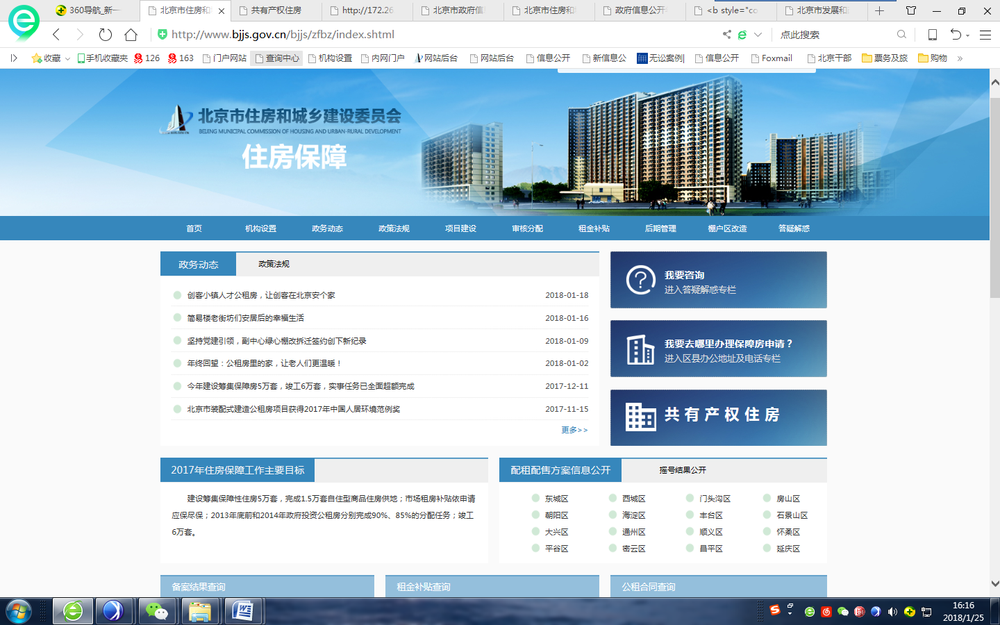 360导航_新一
北京市住房和
共有产权住房
http://172.26
北京市政府信
北京市住房和
政府信息公开
<b style="co
北京市发展和
http://www.bjjs.gov.cn/bjjs/zfbz/index.shtml
点此搜索
收藏 手机收藏夹 126 163 门户网站 查询中心 机构设置 内网门户 网站后台 网站后台 信息公开 新信息公 无讼案例| 信息公开 Foxmail 北京干部 票务及旅 购物 »
北京市住房和城乡建设委员会
BEIJING MUNICIPAL COMMISSION OF HOUSING AND URBAN-RURAL DEVELOPMENT
住房保障
首页 机构设置 政务动态 政策法规 项目建设 审核分配 租金补贴 后期管理 棚户区改造 答疑解惑
政务动态 政策法规
创客小镇人才公租房，让创客在北京安个家 2018-01-18
简易楼老街坊们安居后的幸福生活 2018-01-16
坚持党建引领，副中心绿心棚改拆迁签约创下新纪录 2018-01-09
年终回望：公租房里的家，让老人们更温暖！ 2018-01-02
今年建设筹集保障房5万套，竣工6万套，实事任务已全面超额完成 2017-12-11
北京市装配式建造公租房项目获得2017年中国人居环境范例奖 2017-11-15
更多>>
我要咨询
进入答疑解惑专栏
我要去哪里办理保障房申请？
进入区县办公地址及电话专栏
共有产权住房
2017年住房保障工作主要目标
建设筹集保障性住房5万套，完成1.5万套自住型商品住房供地；市场租房补贴依申请
应保尽保；2013年底前和2014年政府投资公租房分别完成90%、85%的分配任务；竣工
6万套。
配租配售方案信息公开 摇号结果公开
东城区 西城区 门头沟区 房山区
朝阳区 海淀区 丰台区 石景山区
大兴区 通州区 顺义区 怀柔区
平谷区 密云区 昌平区 延庆区
备案结果查询 租金补贴查询 公租合同查询
16:16
2018/1/25